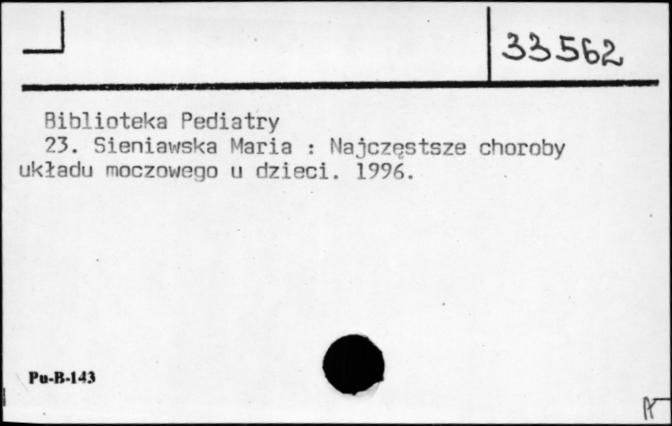 33562
Biblioteka Pediatry
23. Sieniawska Maria : Najczęstsze choroby
układu moczowego u dzieci. 1996.
Pu-B-143